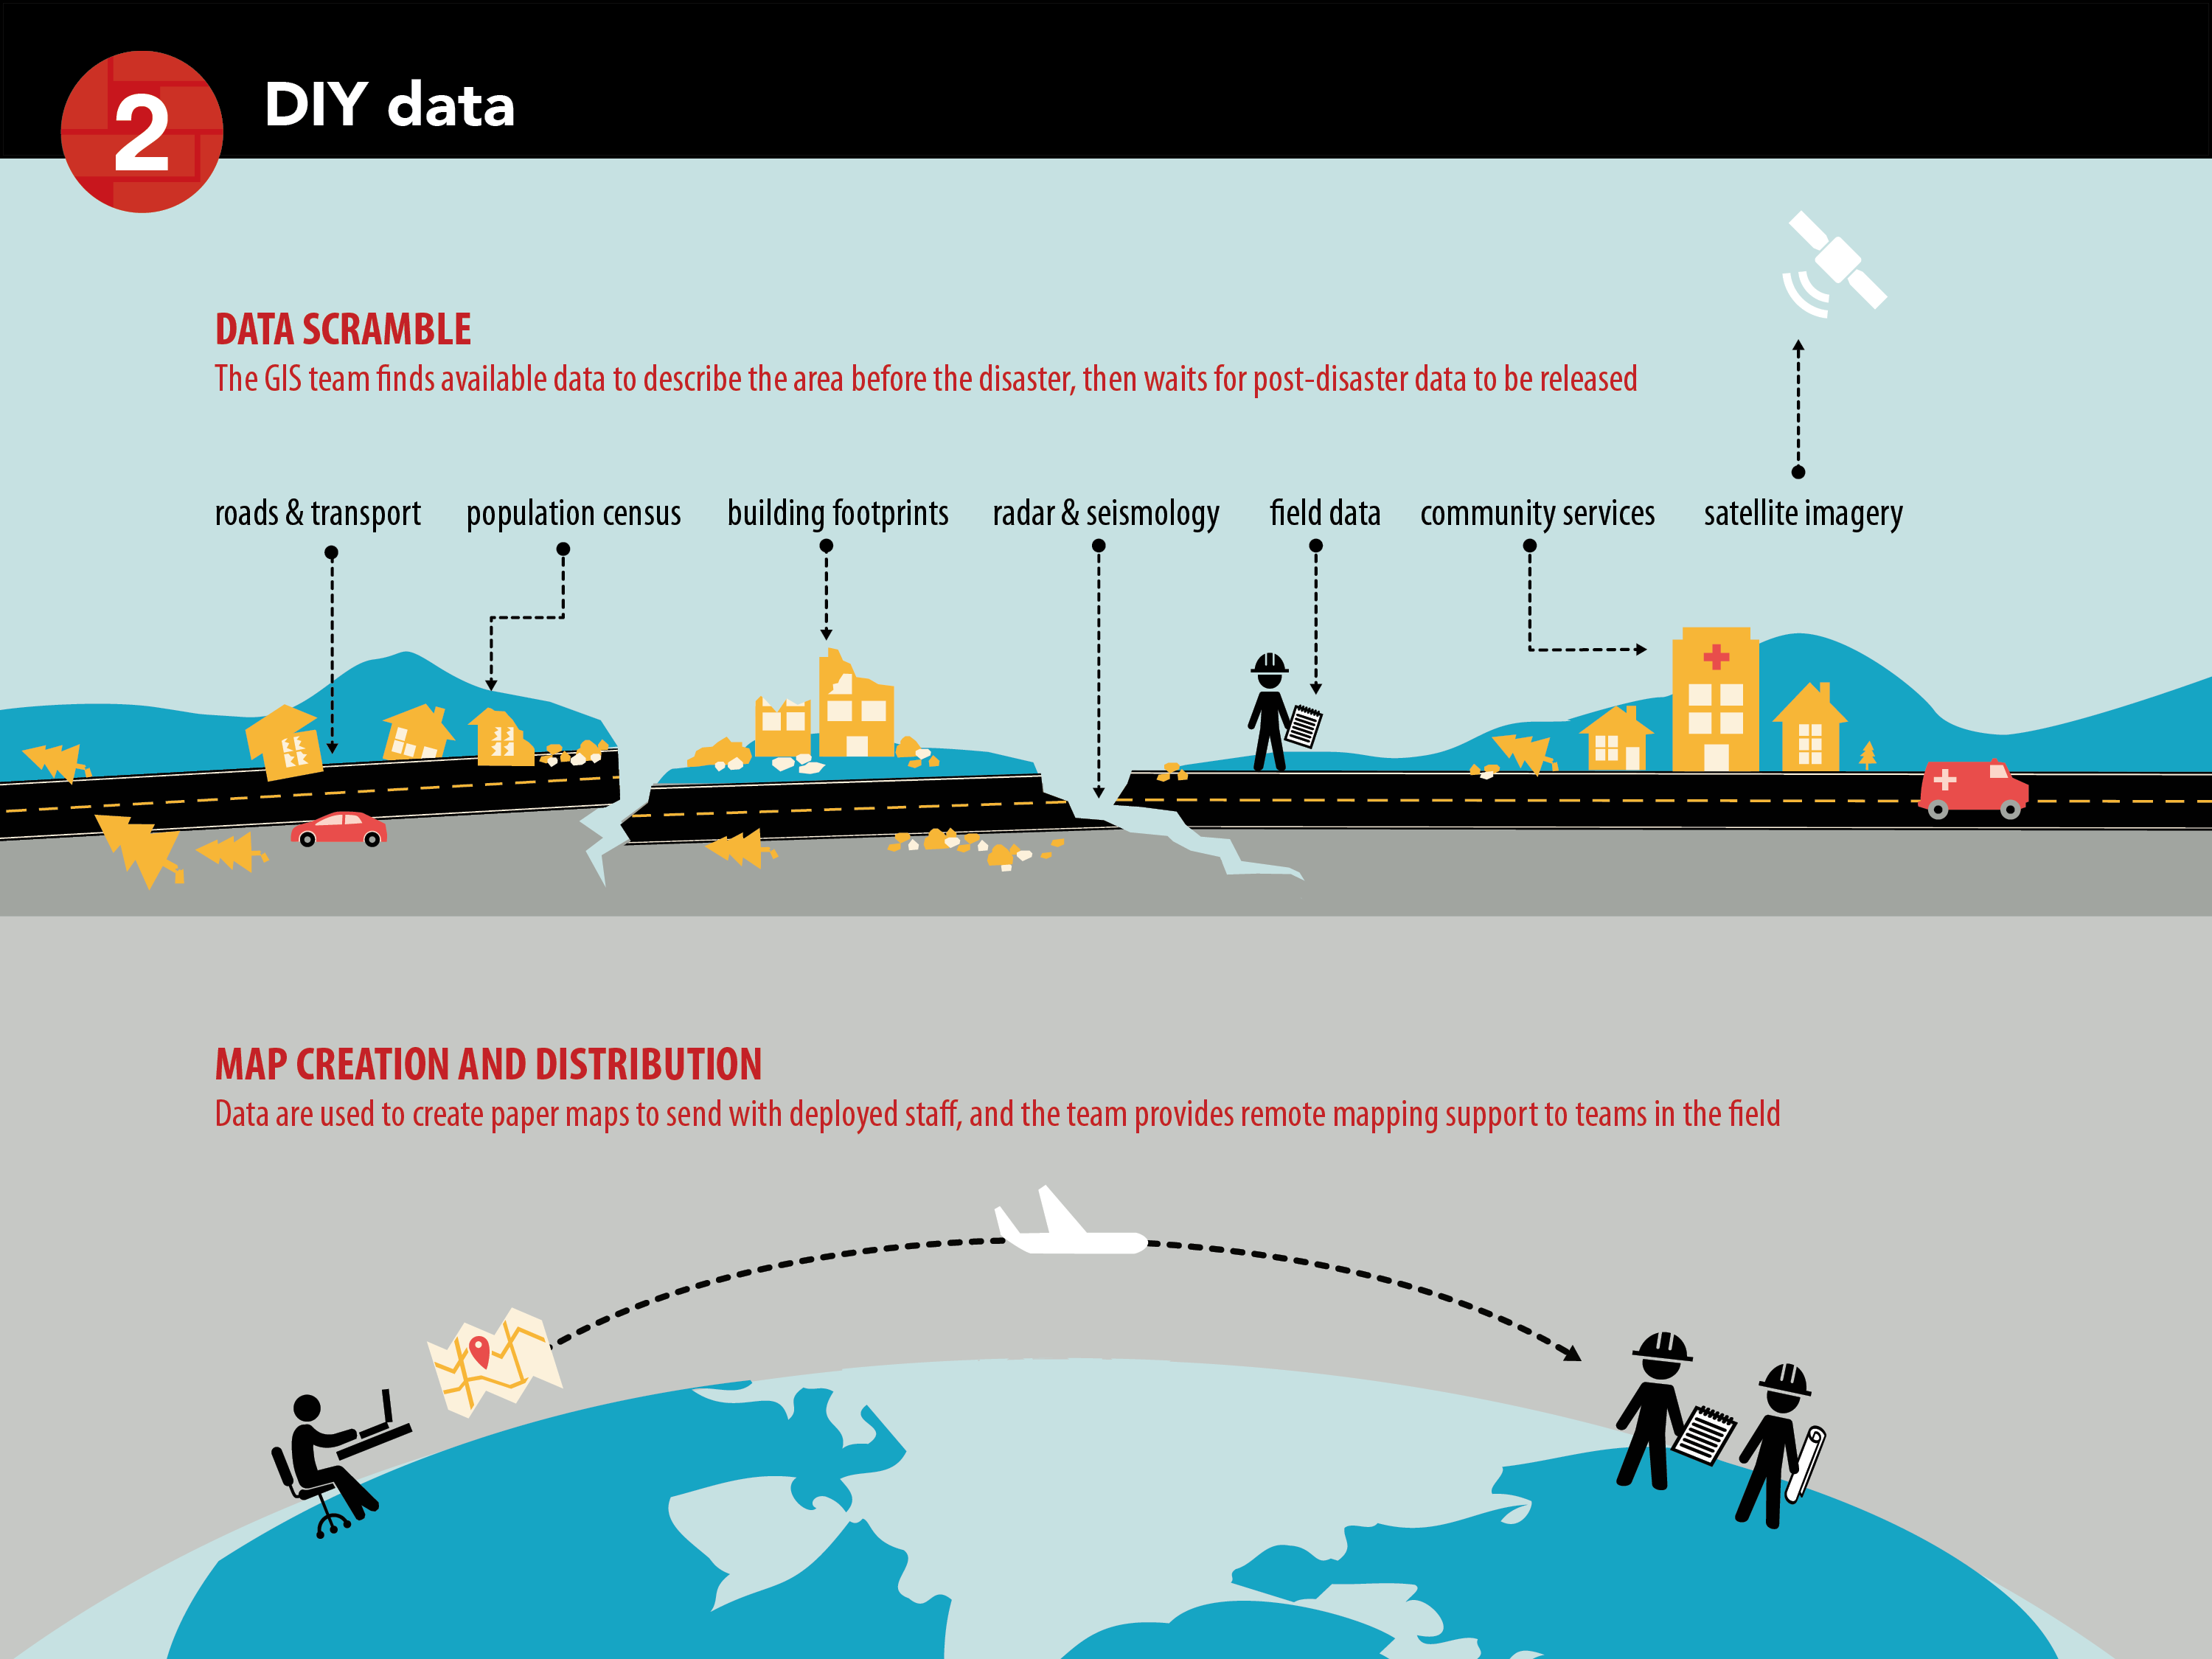 2
DIY data
DATA SCRAMBLE
The GIS team finds available data to describe the area before the disaster, then waits for post-disaster data to be released
roads & transport
population census
building footprints
radar & seismology
field data
community services
satellite imagery
MAP CREATION AND DISTRIBUTION
Data are used to create paper maps to send with deployed staff, and the team provides remote mapping support to teams in the field